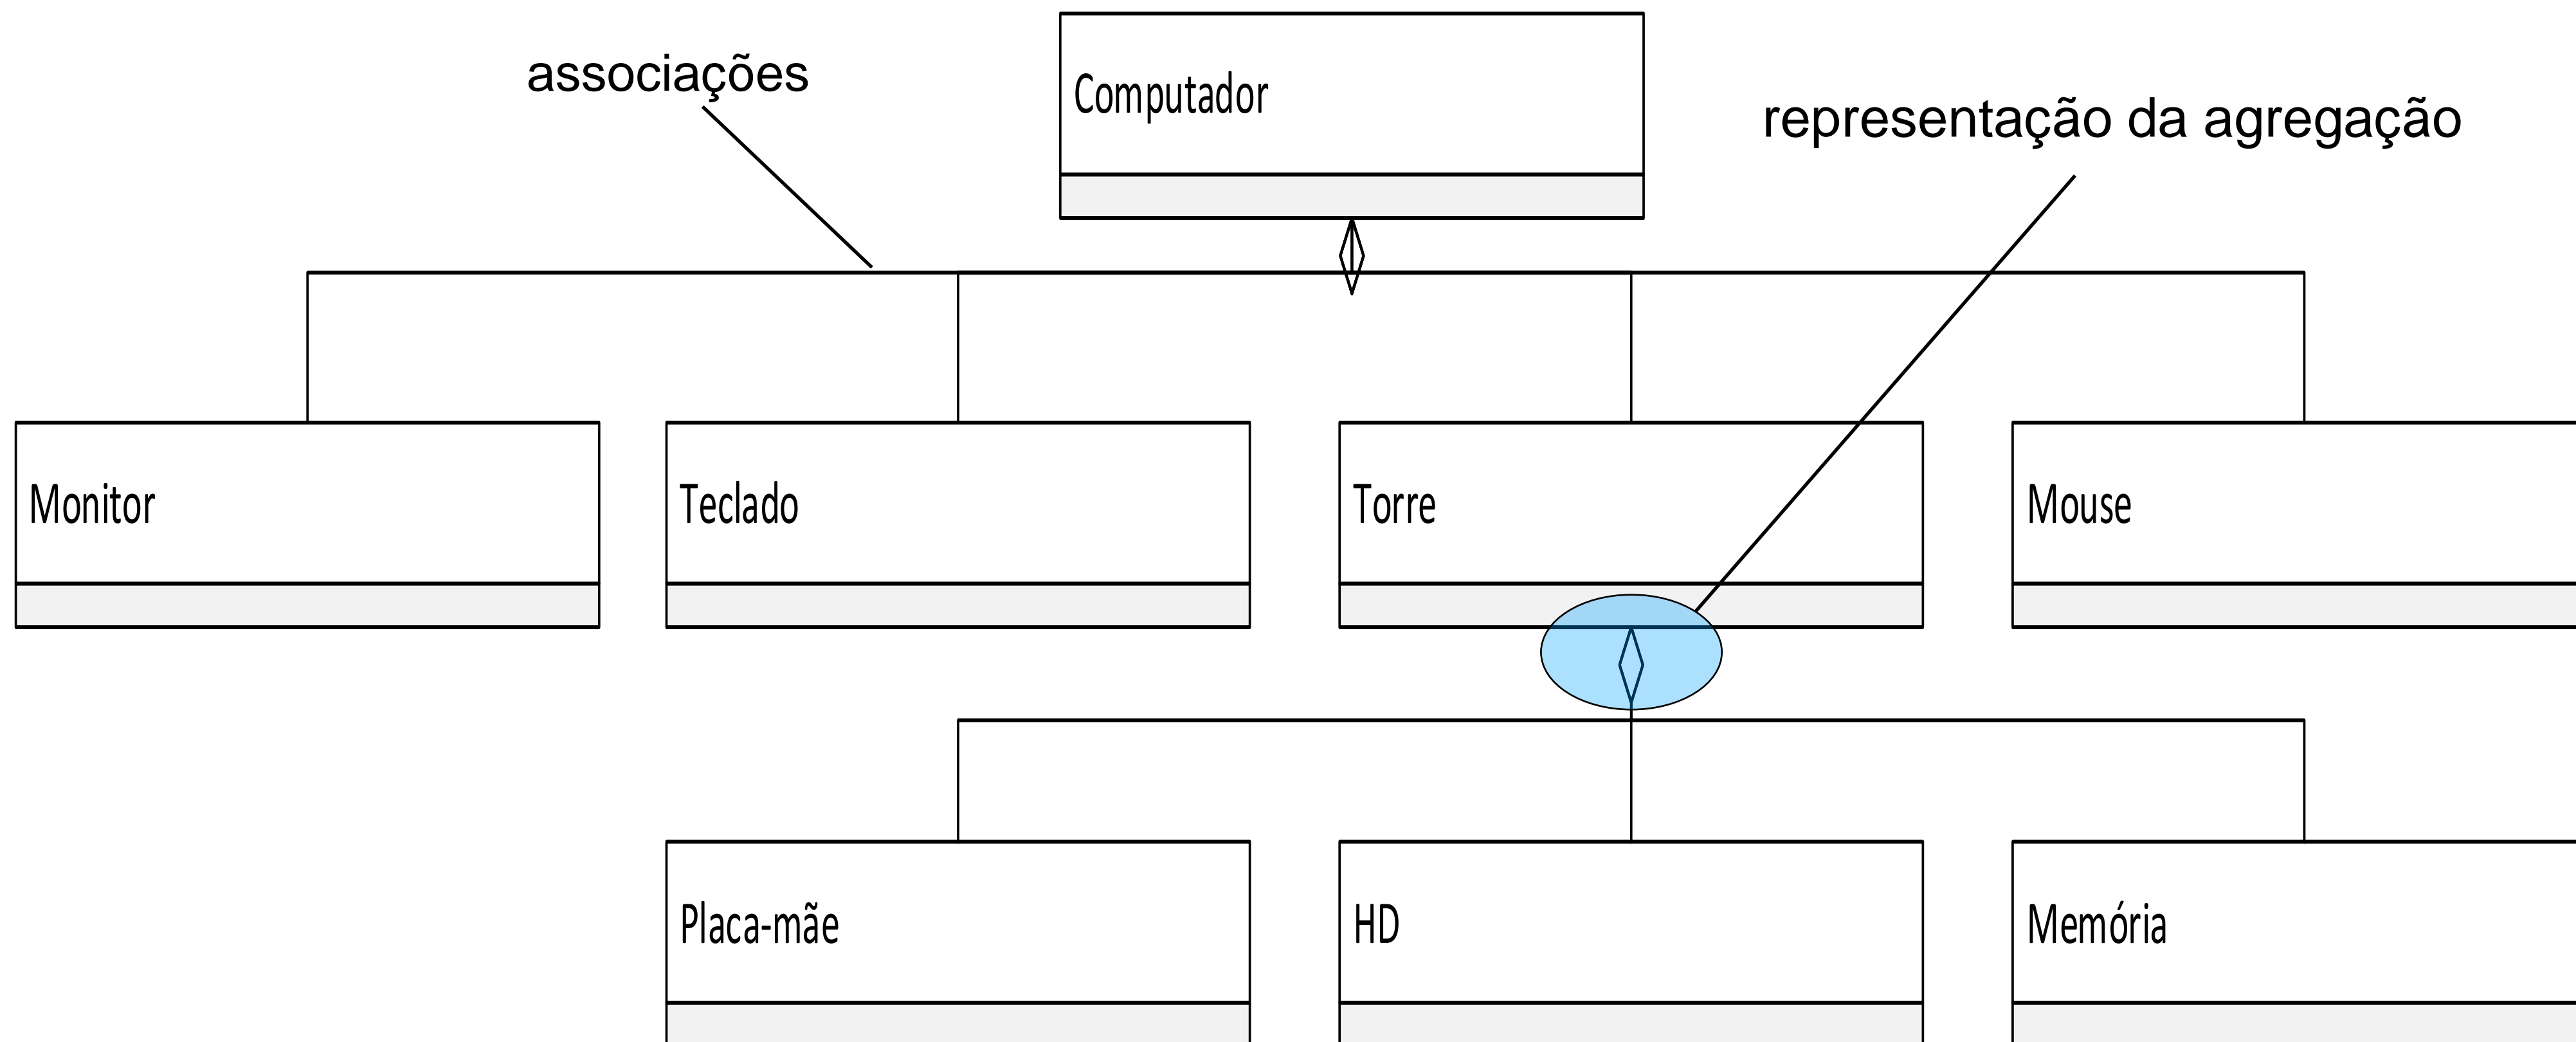 associações
Computador
representação da agregação
Monitor
Teclado
Torre
Mouse
Placa-mãe
HD
Memória